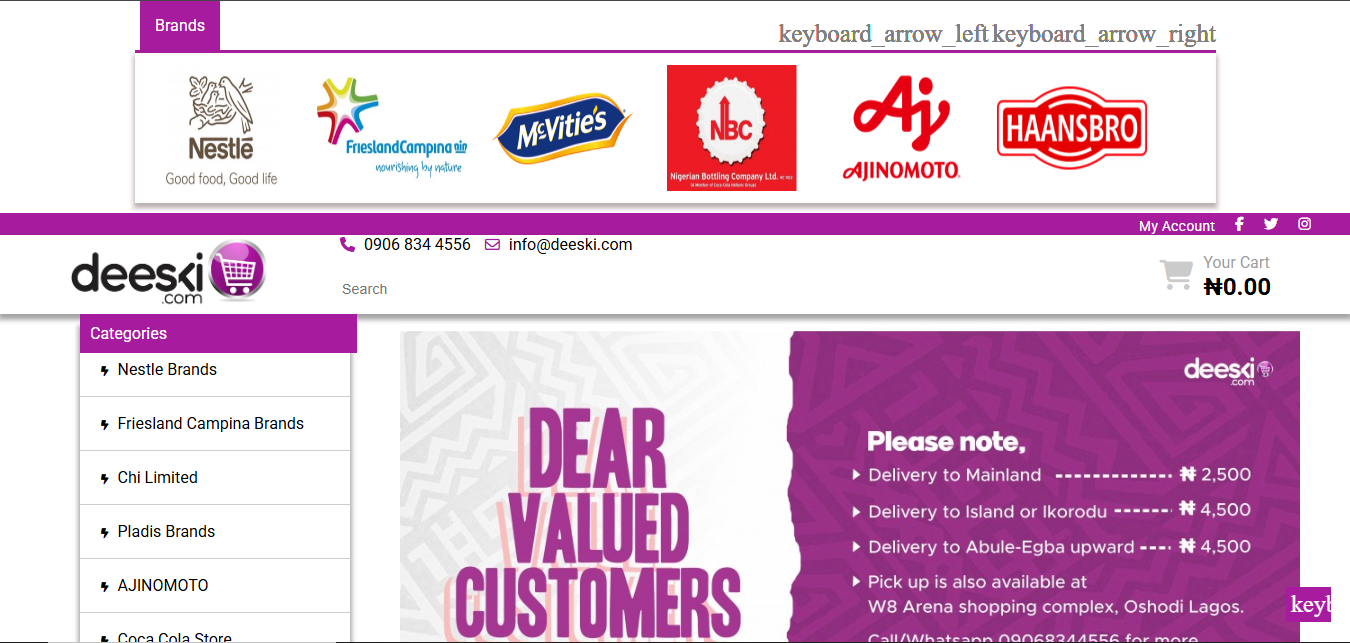 Brands
keyboard_arrow_left keyboard_arrow_right
Nestlē
Good food, Good life
FrieslandCampina
nourishing by nature
McVitie's
NBC
Nigerian Bottling Company Ltd.
Aj
AJINOMOTO
HAANSBRO
My Account
0906 834 4556 info@deeski.com
deeski
.com
Search
Your Cart
₦0.00
Categories
Nestle Brands
Friesland Campina Brands
Chi Limited
Pladis Brands
AJINOMOTO
Coca Cola Store
DEAR
VALUED
CUSTOMERS
deeski
.com
Please note,
Delivery to Mainland ------------- ₦ 2,500
Delivery to Island or Ikorodu ------- ₦ 4,500
Delivery to Abule-Egba upward ---- ₦ 4,500
Pick up is also available at
W8 Arena shopping complex, Oshodi Lagos.
Call/Whatsapp 09068344556 for more
keyb